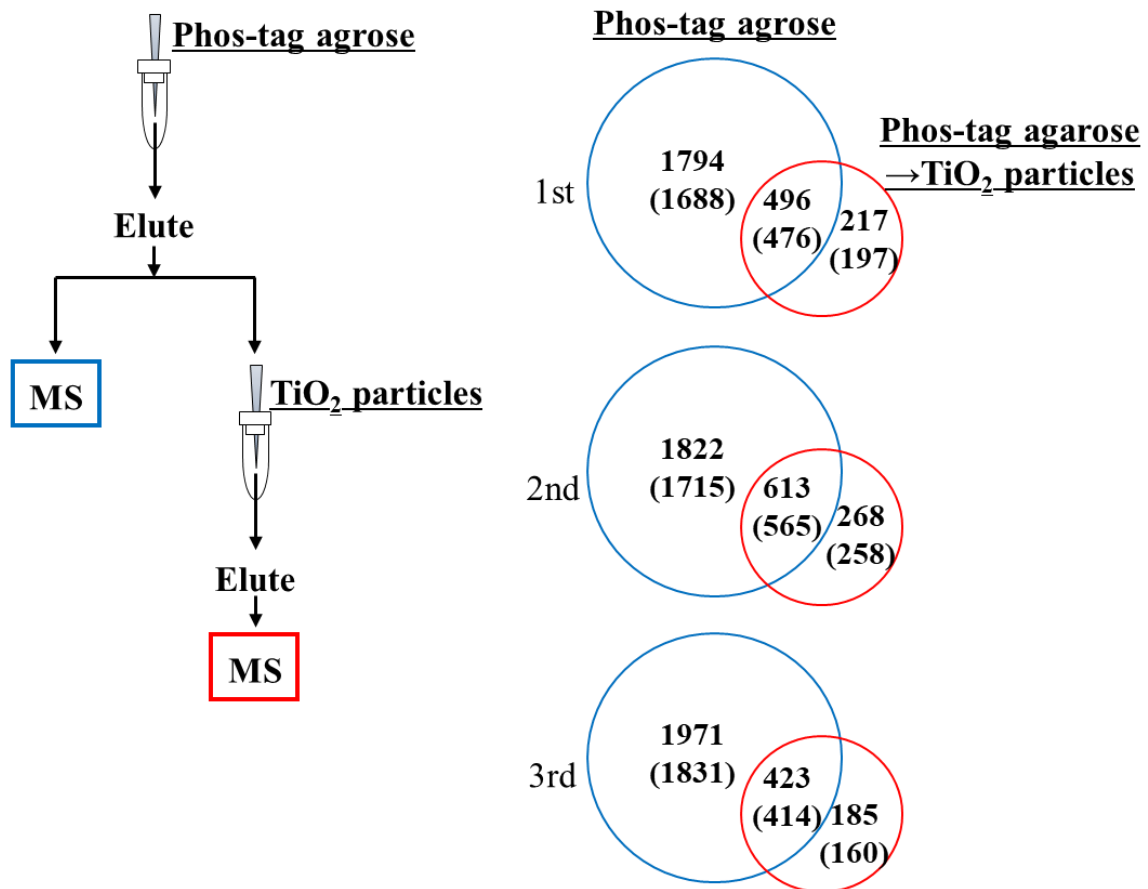 Phos-tag agrose
Elute
MS
TiO2 particles
Elute
MS
Phos-tag agrose
Phos-tag agarose
→TiO2 particles
1st
1794
(1688)
496
(476)
217
(197)
2nd
1822
(1715)
613
(565)
268
(258)
3rd
1971
(1831)
423
(414)
185
(160)